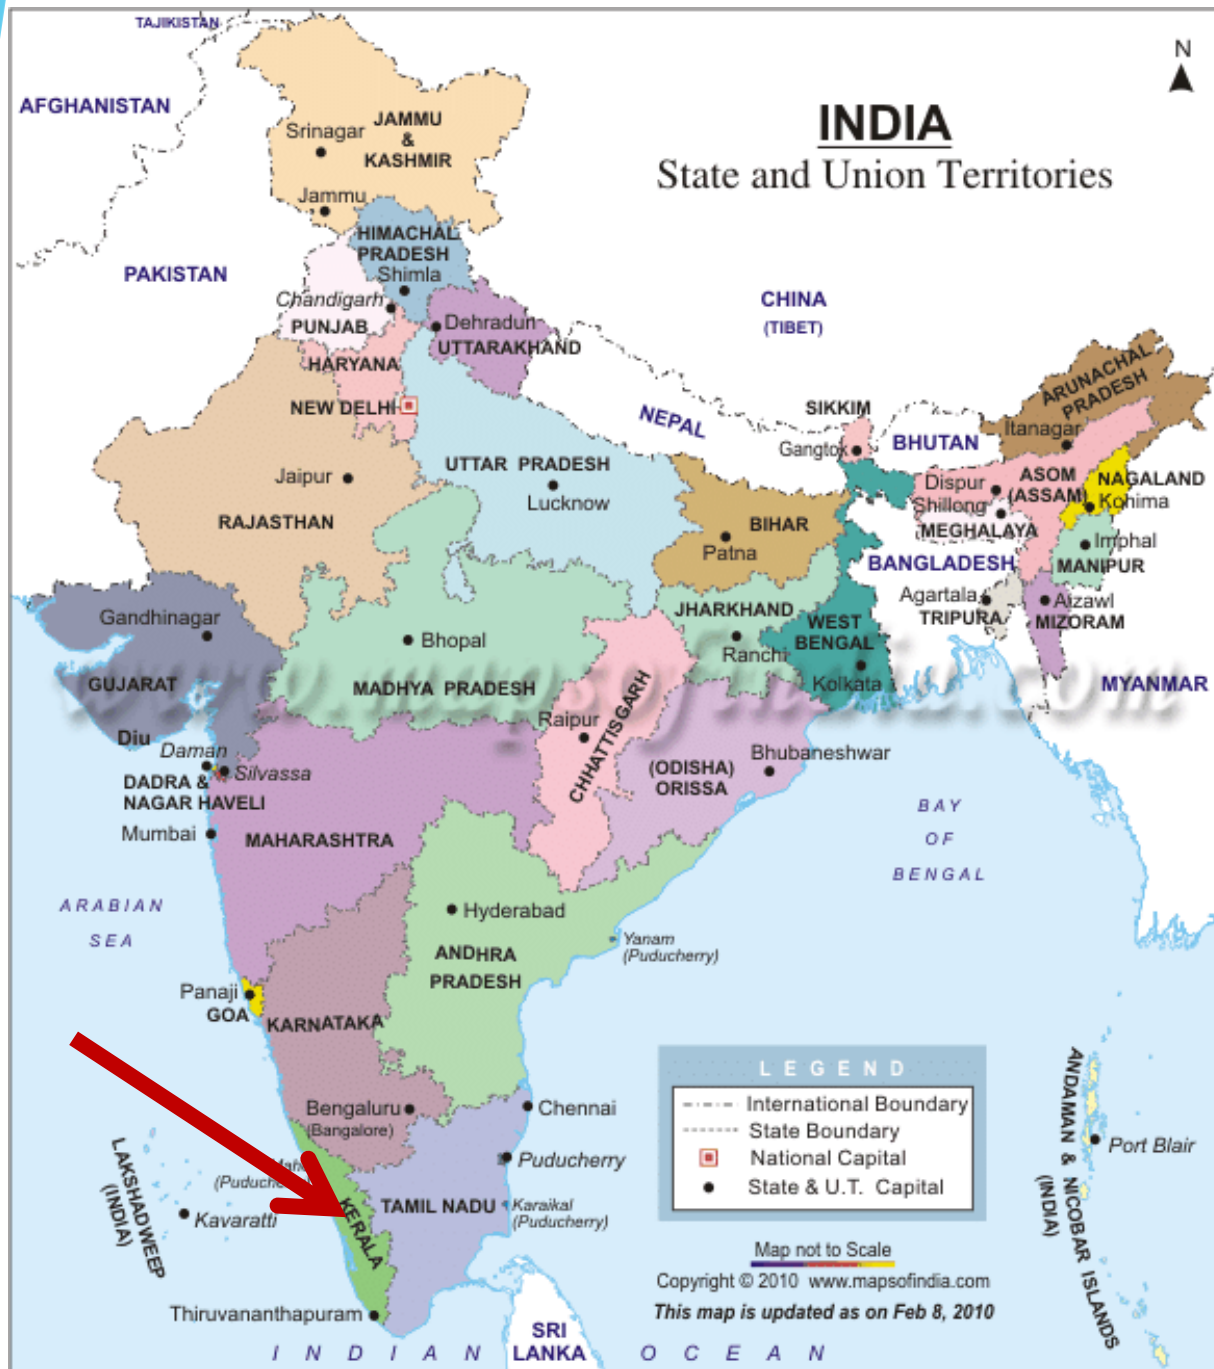 TAJIKISTAN
N
AFGHANISTAN
INDIA
State and Union Territories
JAMMU
&
KASHMIR
Srinagar
Jammu
HIMACHAL
PRADESH
Shimla
PAKISTAN
CHINA
(TIBET)
Chandigarh
PUNJAB
Dehradun
UTTARAKHAND
HARYANA
NEW DELHI
NEPAL
SIKKIM
Gangtok
BHUTAN
ARUNACHAL
PRADESH
Itanagar
UTTAR PRADESH
Lucknow
Jaipur
RAJASTHAN
BIHAR
Patna
Dispur
Shillong
MEGHALAYA
ASOM
(ASSAM)
NAGALAND
Kohima
Imphal
MANIPUR
BANGLADESH
Agartala
TRIPURA
Aizawl
MIZORAM
Gandhinagar
GUJARAT
Bhopal
MADHYA PRADESH
JHARKHAND
Ranchi
WEST
BENGAL
Kolkata
MYANMAR
www.mapsofindia.com
Diu
Daman
Silvassa
DADRA &
NAGAR HAVELI
Mumbai
MAHARASHTRA
Raipur
CHHATTISGARH
Bhubaneshwar
(ODISHA)
ORISSA
BAY
OF
BENGAL
ARABIAN
SEA
Hyderabad
ANDHRA
PRADESH
Yanam
(Puducherry)
Panaji
GOA
KARNATAKA
Bengaluru
(Bangalore)
Chennai
(Puducherry)
Puducherry
TAMIL NADU
Karaikal
(Puducherry)
KERALA
LAKSHADWEEP
(INDIA)
Kavaratti
Thiruvananthapuram
LEGEND
International Boundary
State Boundary
National Capital
State & U.T. Capital
Map not to Scale
Copyright © 2010 www.mapsofindia.com
This map is updated as on Feb 8, 2010
ANDAMAN & NICOBAR ISLANDS
(INDIA)
Port Blair
SRI
LANKA
INDIAN OCEAN